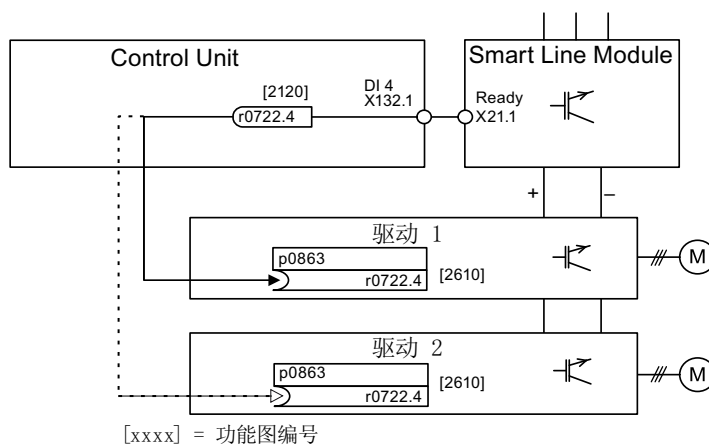 Control Unit
Smart Line Module
[2120]
DI 4
X132.1
r0722.4
Ready
X21.1
+
–
驱动 1
p0863
r0722.4
[2610]
M
驱动 2
p0863
r0722.4
[2610]
M
[xxxx] = 功能图编号